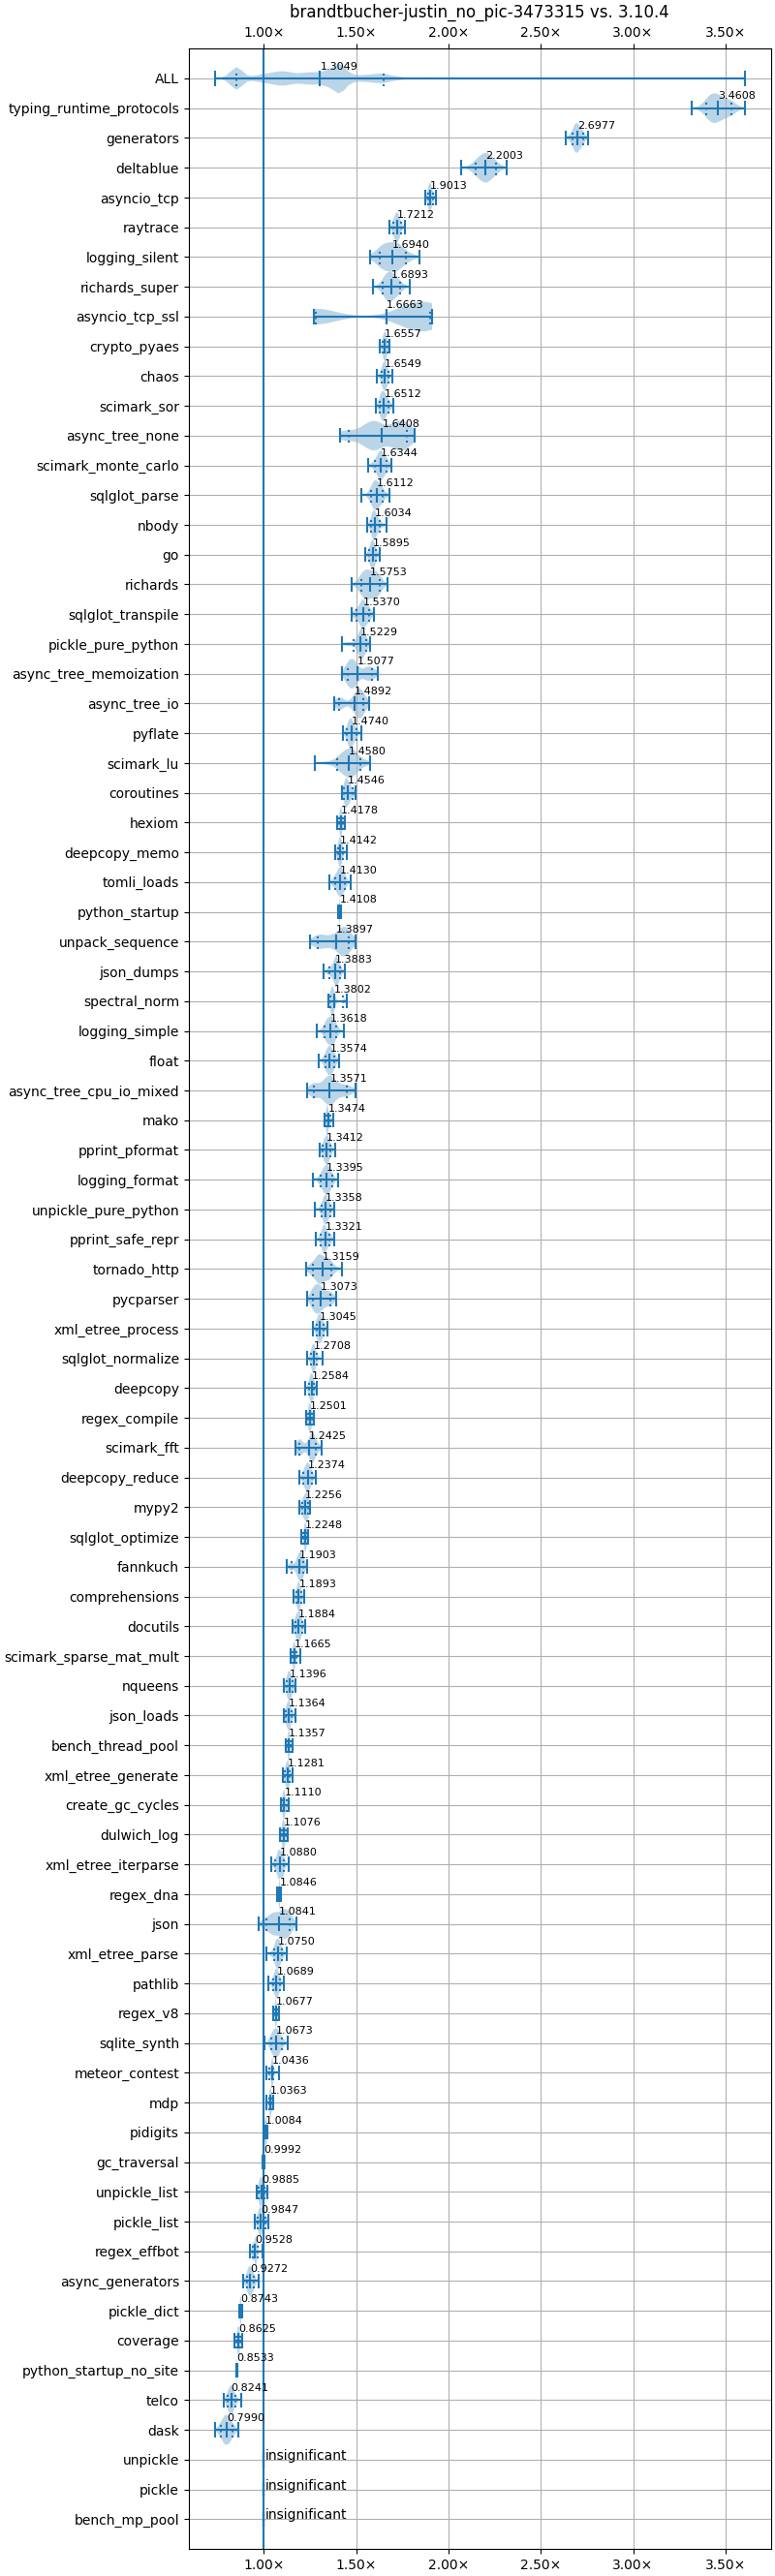 brandtbucher-justin_no_pic-3473315 vs. 3.10.4
1.00× 1.50× 2.00× 2.50× 3.00× 3.50×
ALL 1.3049
typing_runtime_protocols 3.4608
generators 2.6977
deltablue 2.2003
asyncio_tcp 1.9013
raytrace 1.7212
logging_silent 1.6940
richards_super 1.6893
asyncio_tcp_ssl 1.6663
crypto_pyaes 1.6557
chaos 1.6549
scimark_sor 1.6512
async_tree_none 1.6408
scimark_monte_carlo 1.6344
sqlglot_parse 1.6112
nbody 1.6034
go 1.5895
richards 1.5753
sqlglot_transpile 1.5370
pickle_pure_python 1.5229
async_tree_memoization 1.5077
async_tree_io 1.4892
pyflate 1.4740
scimark_lu 1.4580
coroutines 1.4546
hexiom 1.4178
deepcopy_memo 1.4142
tomli_loads 1.4130
python_startup 1.4108
unpack_sequence 1.3897
json_dumps 1.3883
spectral_norm 1.3802
logging_simple 1.3618
float 1.3574
async_tree_cpu_io_mixed 1.3571
mako 1.3474
pprint_pformat 1.3412
logging_format 1.3395
unpickle_pure_python 1.3358
pprint_safe_repr 1.3321
tornado_http 1.3159
pycparser 1.3073
xml_etree_process 1.3045
sqlglot_normalize 1.2708
deepcopy 1.2584
regex_compile 1.2501
scimark_fft 1.2425
deepcopy_reduce 1.2374
mypy2 1.2256
sqlglot_optimize 1.2248
fannkuch 1.1903
comprehensions 1.1893
docutils 1.1884
scimark_sparse_mat_mult 1.1665
nqueens 1.1396
json_loads 1.1364
bench_thread_pool 1.1357
xml_etree_generate 1.1281
create_gc_cycles 1.1110
dulwich_log 1.1076
xml_etree_iterparse 1.0880
regex_dna 1.0846
json 1.0841
xml_etree_parse 1.0750
pathlib 1.0689
regex_v8 1.0677
sqlite_synth 1.0673
meteor_contest 1.0436
mdp 1.0363
pidigits 1.0084
gc_traversal 0.9992
unpickle_list 0.9885
pickle_list 0.9847
regex_effbot 0.9528
async_generators 0.9272
pickle_dict 0.8743
coverage 0.8625
python_startup_no_site 0.8533
telco 0.8241
dask 0.7990
unpickle insignificant
pickle insignificant
bench_mp_pool insignificant
1.00× 1.50× 2.00× 2.50× 3.00× 3.50×